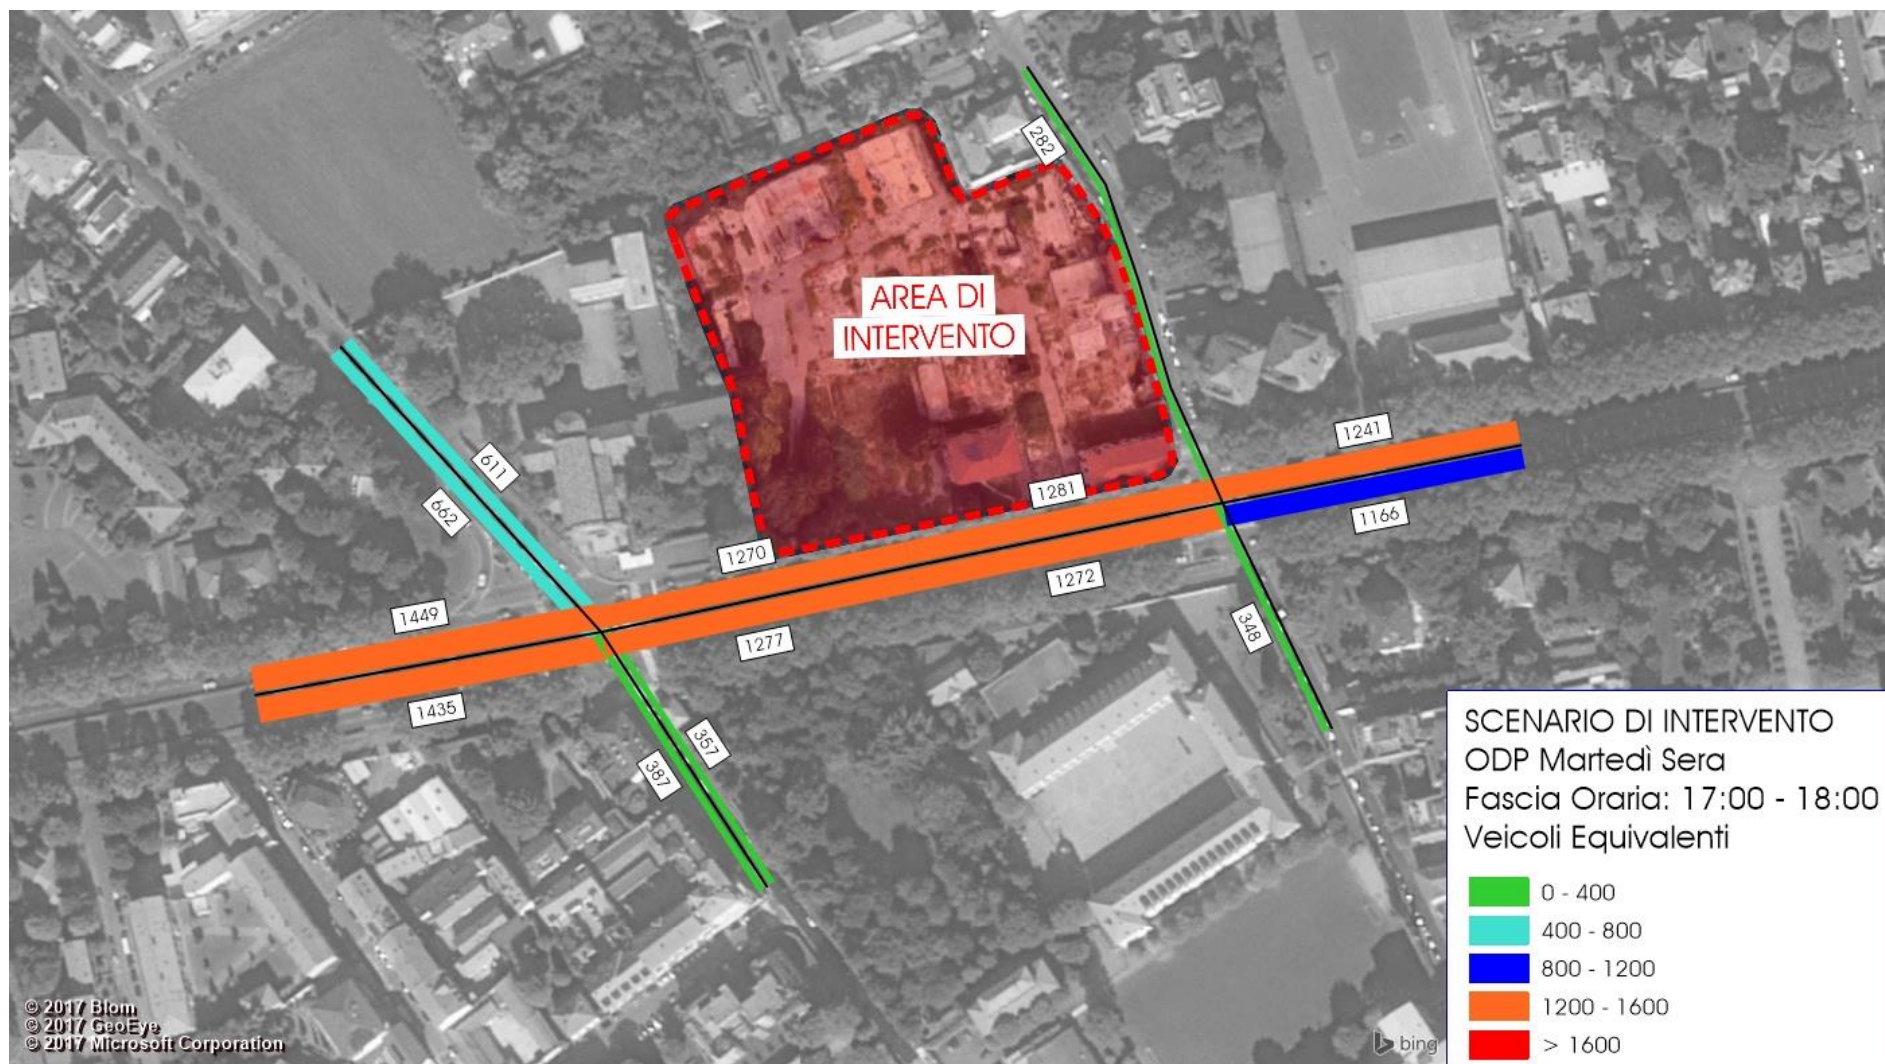 282
AREA DI
INTERVENTO
1241
611
662
1281
1166
1270
1272
1449
1277
348
1435
357
387
SCENARIO DI INTERVENTO
ODP Martedì Sera
Fascia Oraria: 17:00 - 18:00
Veicoli Equivalenti
0 - 400
400 - 800
800 - 1200
1200 - 1600
> 1600
© 2017 Blom
© 2017 GeoEye
© 2017 Microsoft Corporation
bing